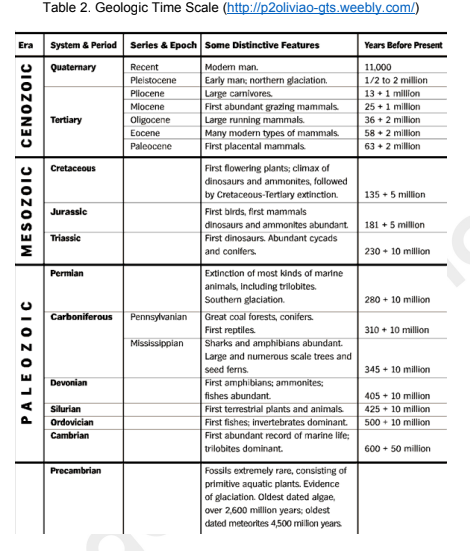 Table 2. Geologic Time Scale (http://p2oliviao-gts.weebly.com/)
Era System & Period Series & Epoch Some Distinctive Features Years Before Present
CENOZOIC
Quaternary Recent Modern man. 11,000
Pleistocene Early man; northern glaciation. 1/2 to 2 million
Pliocene Large carnivores. 13 + 1 million
Miocene First abundant grazing mammals. 25 + 1 million
Tertiary Oligocene Large running mammals. 36 + 2 million
Eocene Many modern types of mammals. 58 + 2 million
Paleocene First placental mammals. 63 + 2 million
MESOZOIC
Cretaceous First flowering plants; climax of
dinosaurs and ammonites, followed
by Cretaceous-Tertiary extinction. 135 + 5 million
Jurassic First birds, first mammals
dinosaurs and ammonites abundant. 181 + 5 million
Triassic First dinosaurs. Abundant cycads
and conifers. 230 + 10 million
PALEOZOIC
Permian Extinction of most kinds of marine
animals, including trilobites.
Southern glaciation. 280 + 10 million
Carboniferous Pennsylvanian Great coal forests, conifers.
First reptiles. 310 + 10 million
Mississippian Sharks and amphibians abundant.
Large and numerous scale trees and
seed ferns. 345 + 10 million
Devonian First amphibians; ammonites;
fishes abundant. 405 + 10 million
Silurian First terrestrial plants and animals. 425 + 10 million
Ordovician First fishes; invertebrates dominant. 500 + 10 million
Cambrian First abundant record of marine life;
trilobites dominant. 600 + 50 million
Precambrian Fossils extremely rare, consisting of
primitive aquatic plants. Evidence
of glaciation. Oldest dated algae,
over 2,600 million years; oldest
dated meteorites 4,500 million years.